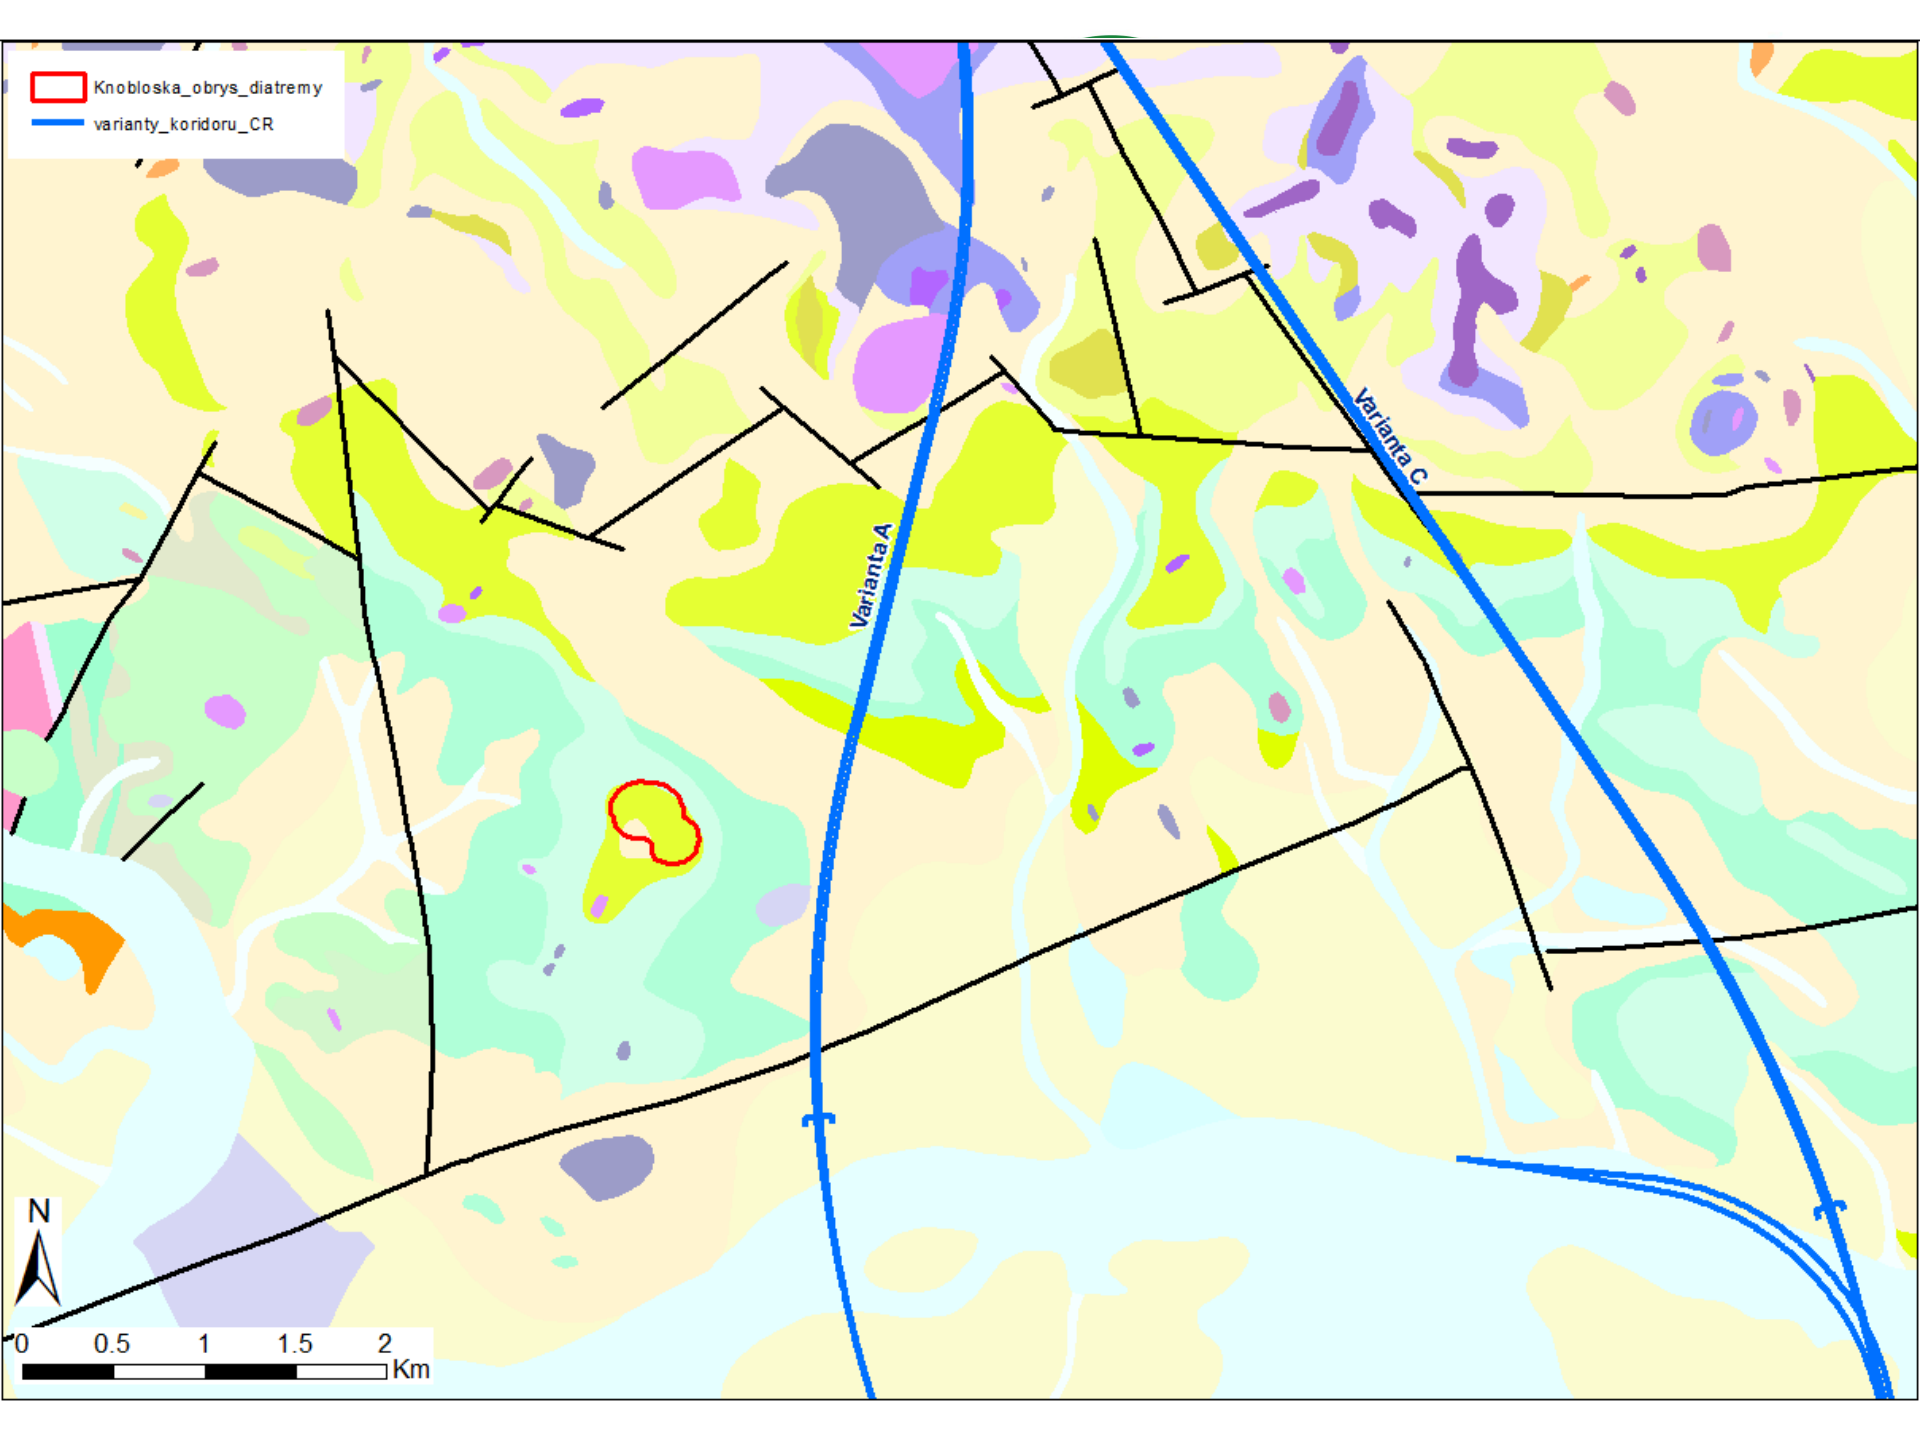 Knobloska_obrys_diatremy
varianty_koridoru_CR
Varianta C
Varianta A
N
0 0.5 1 1.5 2
Km